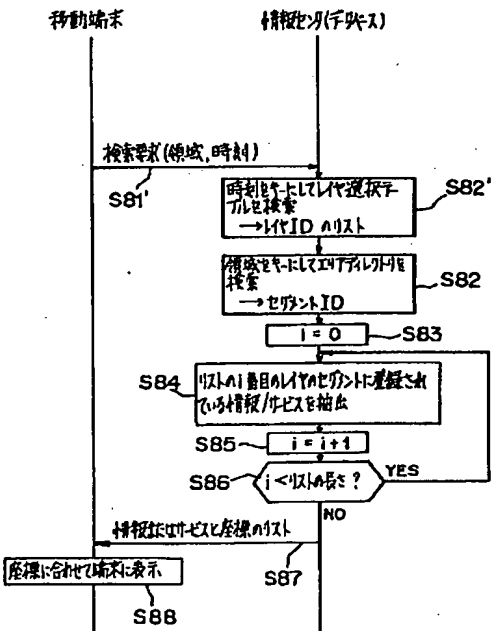 移動端末
情報センタ(データベース)
検索要求(領域,時刻)
S81'
時刻をキーにしてレイヤ選択テー
ブルを検索
→レイヤIDのリスト
S82'
領域をキーにしてエリアディレクトリを
検索
→セグメントID
S82
i=0
S83
S84
リストのi番目のレイヤのセグメントに登録され
ている情報/サービスを抽出
S85
i=i+1
S86
i<リストの長さ?
YES
NO
情報またはサービスと座標のリスト
S87
座標に合わせて端末に表示
S88